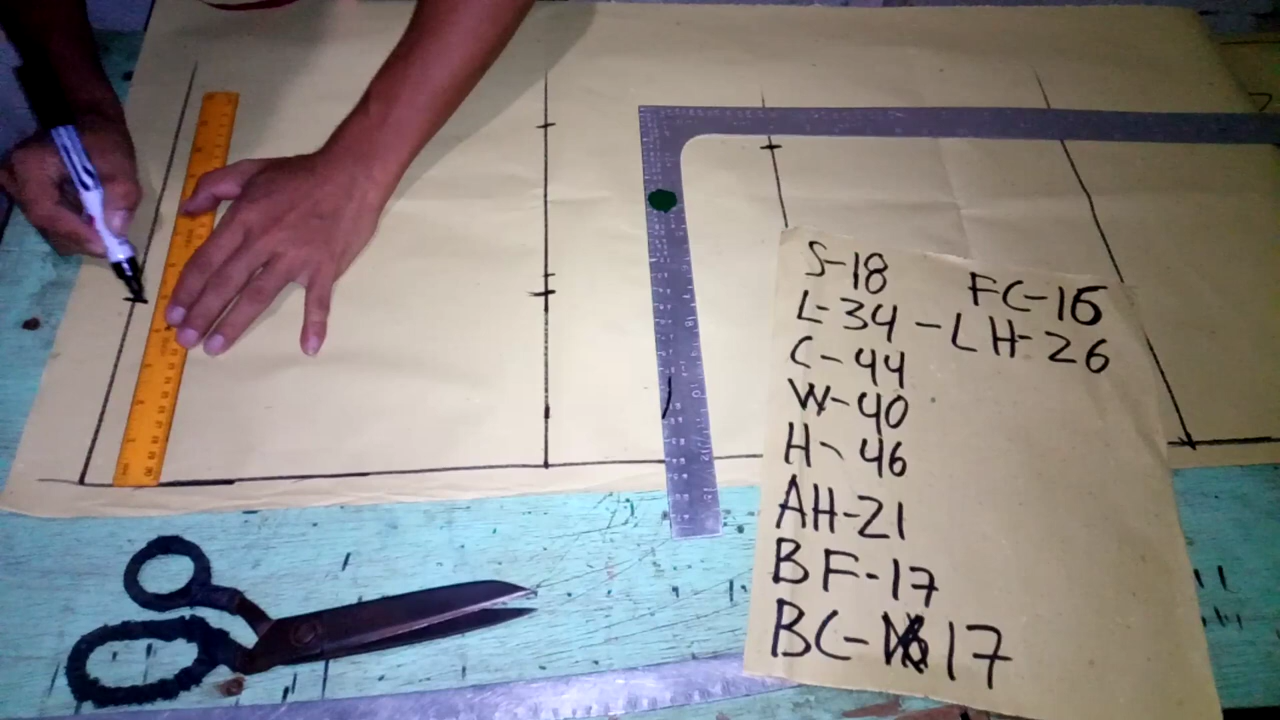 S-18
FC-16
L-34-LH-26
C-44
W-40
H-46
AH-21
BF-17
BC-17